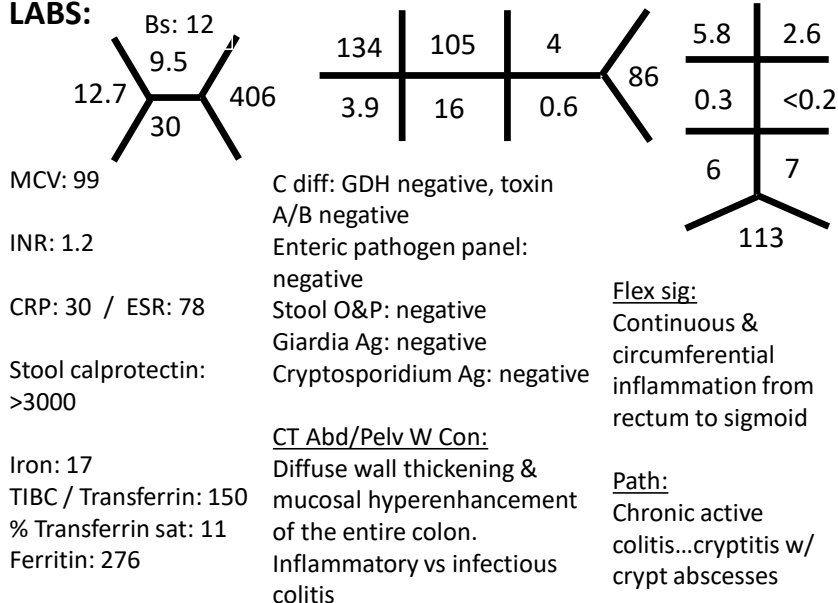 LABS:
Bs: 12
9.5
12.7
406
30
134
105
4
86
3.9
16
0.6
5.8
2.6
0.3
<0.2
6
7
113
MCV: 99
INR: 1.2
CRP: 30 / ESR: 78
Stool calprotectin:
>3000
Iron: 17
TIBC / Transferrin: 150
% Transferrin sat: 11
Ferritin: 276
C diff: GDH negative, toxin
A/B negative
Enteric pathogen panel:
negative
Stool O&P: negative
Giardia Ag: negative
Cryptosporidium Ag: negative
CT Abd/Pelv W Con:
Diffuse wall thickening &
mucosal hyperenhancement
of the entire colon.
Inflammatory vs infectious
colitis
Flex sig:
Continuous &
circumferential
inflammation from
rectum to sigmoid
Path:
Chronic active
colitis...cryptitis w/
crypt abscesses